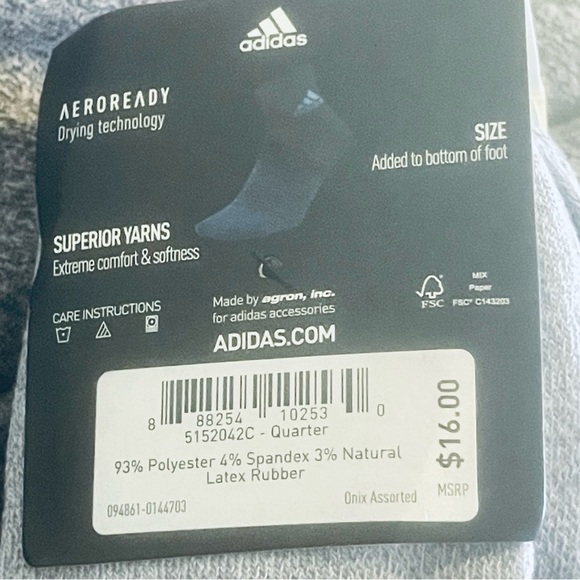 adidas
AEROREADY
Drying technology
SIZE
Added to bottom of foot
SUPERIOR YARNS
Extreme comfort & softness
CARE INSTRUCTIONS
Made by agron, inc.
for adidas accessories
ADIDAS.COM
FSC
MIX
Paper
FSC® C143203
8 88254 10253 0
5152042C - Quarter
93% Polyester 4% Spandex 3% Natural
Latex Rubber
094861-0144703
Onix Assorted
$16.00
MSRP